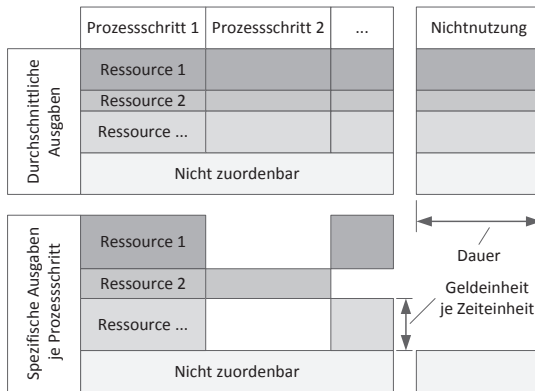 Prozessschritt 1
Prozessschritt 2
...
Nichtnutzung
Durchschnittliche
Ausgaben
Ressource 1
Ressource 2
Ressource ...
Nicht zuordenbar
Spezifische Ausgaben
je Prozessschritt
Ressource 1
Ressource 2
Ressource ...
Nicht zuordenbar
Dauer
Geldeinheit
je Zeiteinheit